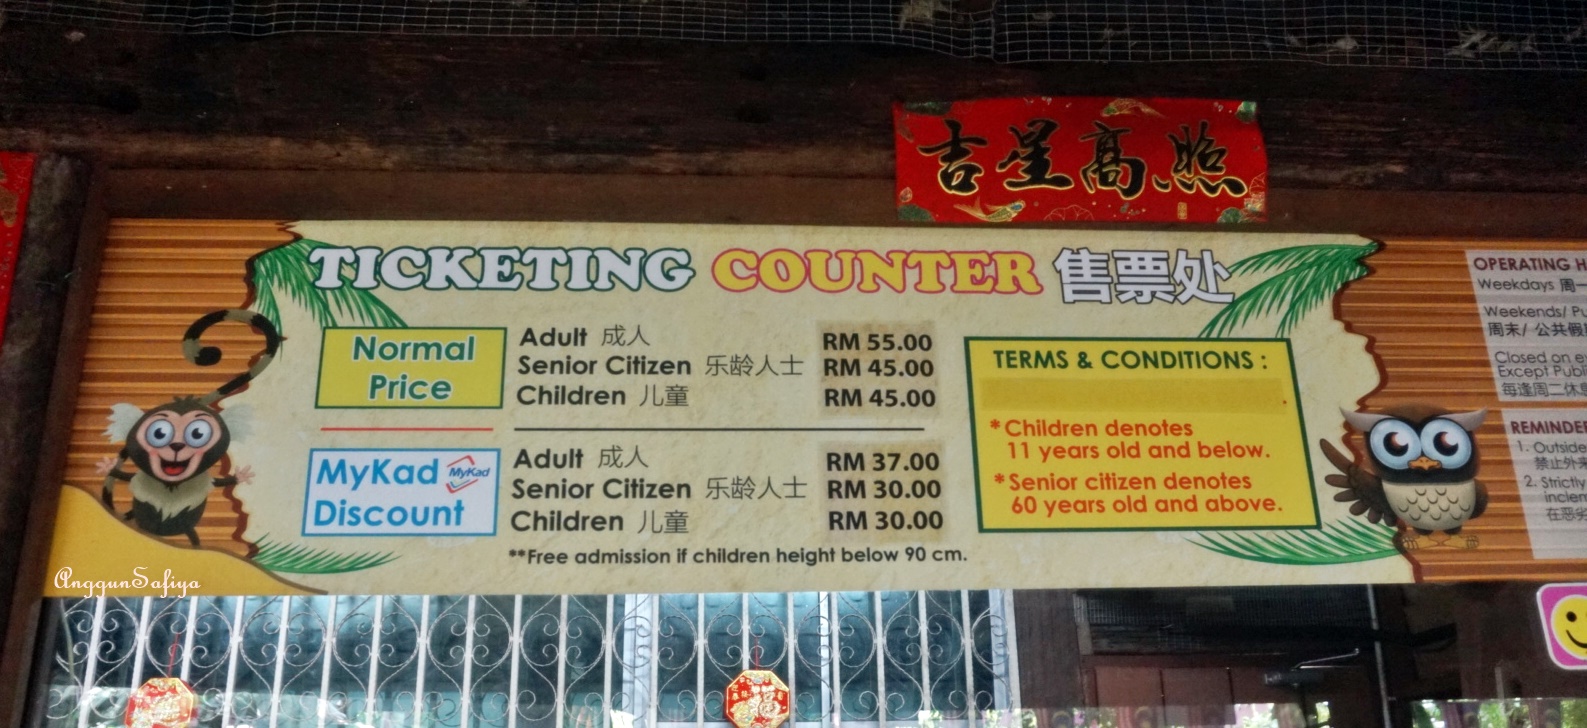 吉星高照
TICKETING COUNTER 售票处
Normal
Price
Adult 成人 RM 55.00
Senior Citizen 乐龄人士 RM 45.00
Children 儿童 RM 45.00
MyKad MyKad
Discount
Adult 成人 RM 37.00
Senior Citizen 乐龄人士 RM 30.00
Children 儿童 RM 30.00
**Free admission if children height below 90 cm.
TERMS & CONDITIONS :
*Children denotes
11 years old and below.
*Senior citizen denotes
60 years old and above.
OPERATING
Weekdays 周一
Weekends/
周末/ 公共假
Closed on
Except
每逢周二休
REMINDER
1. Outside
禁止外
2. Strictly
在恶劣
AnggunSafiya